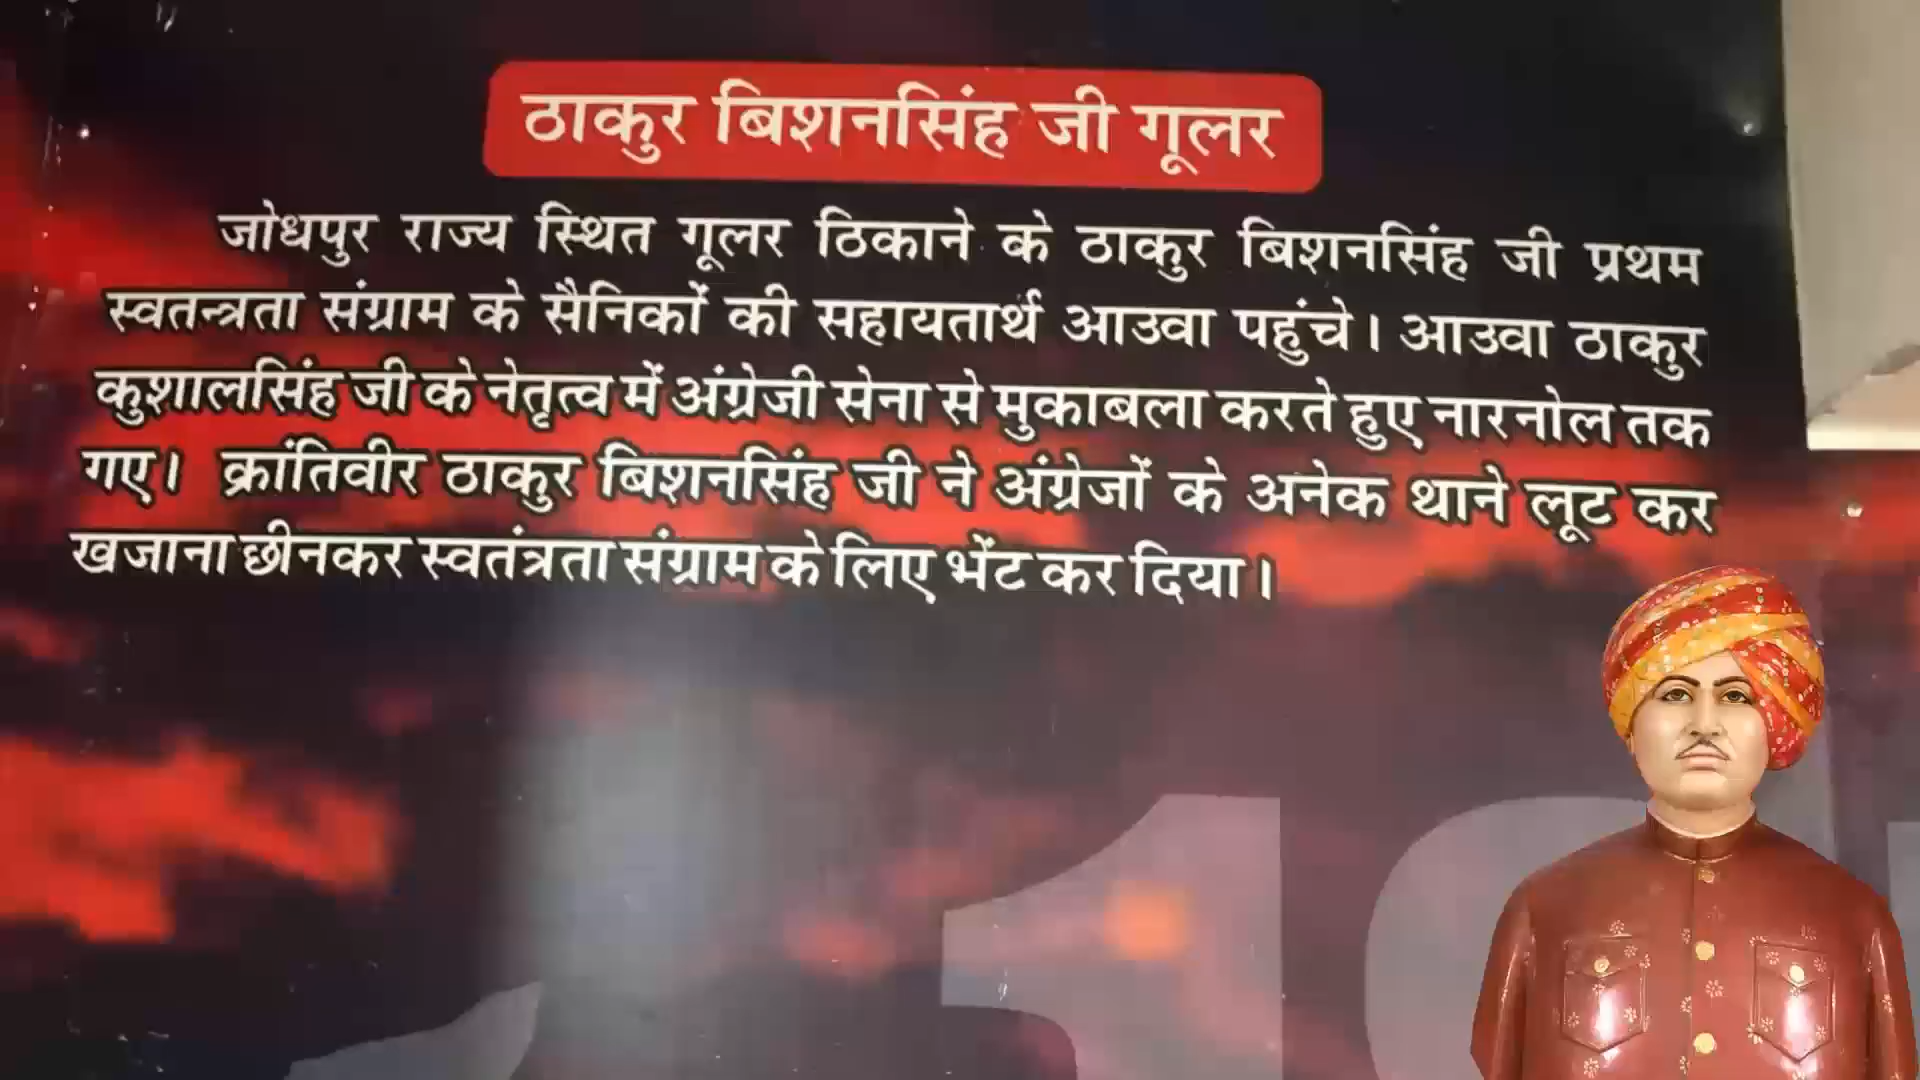 ठाकुर बिशनसिंह जी गूलर
जोधपुर राज्य स्थित गूलर ठिकाने के ठाकुर बिशनसिंह जी प्रथम
स्वतन्त्रता संग्राम के सैनिकों की सहायतार्थ आउवा पहुंचे। आउवा ठाकुर
कुशालसिंह जी के नेतृत्व में अंग्रेजी सेना से मुकाबला करते हुए नारनोल तक
गए। क्रांतिवीर ठाकुर बिशनसिंह जी ने अंग्रेजों के अनेक थाने लूट कर
खजाना छीनकर स्वतंत्रता संग्राम के लिए भेंट कर दिया।